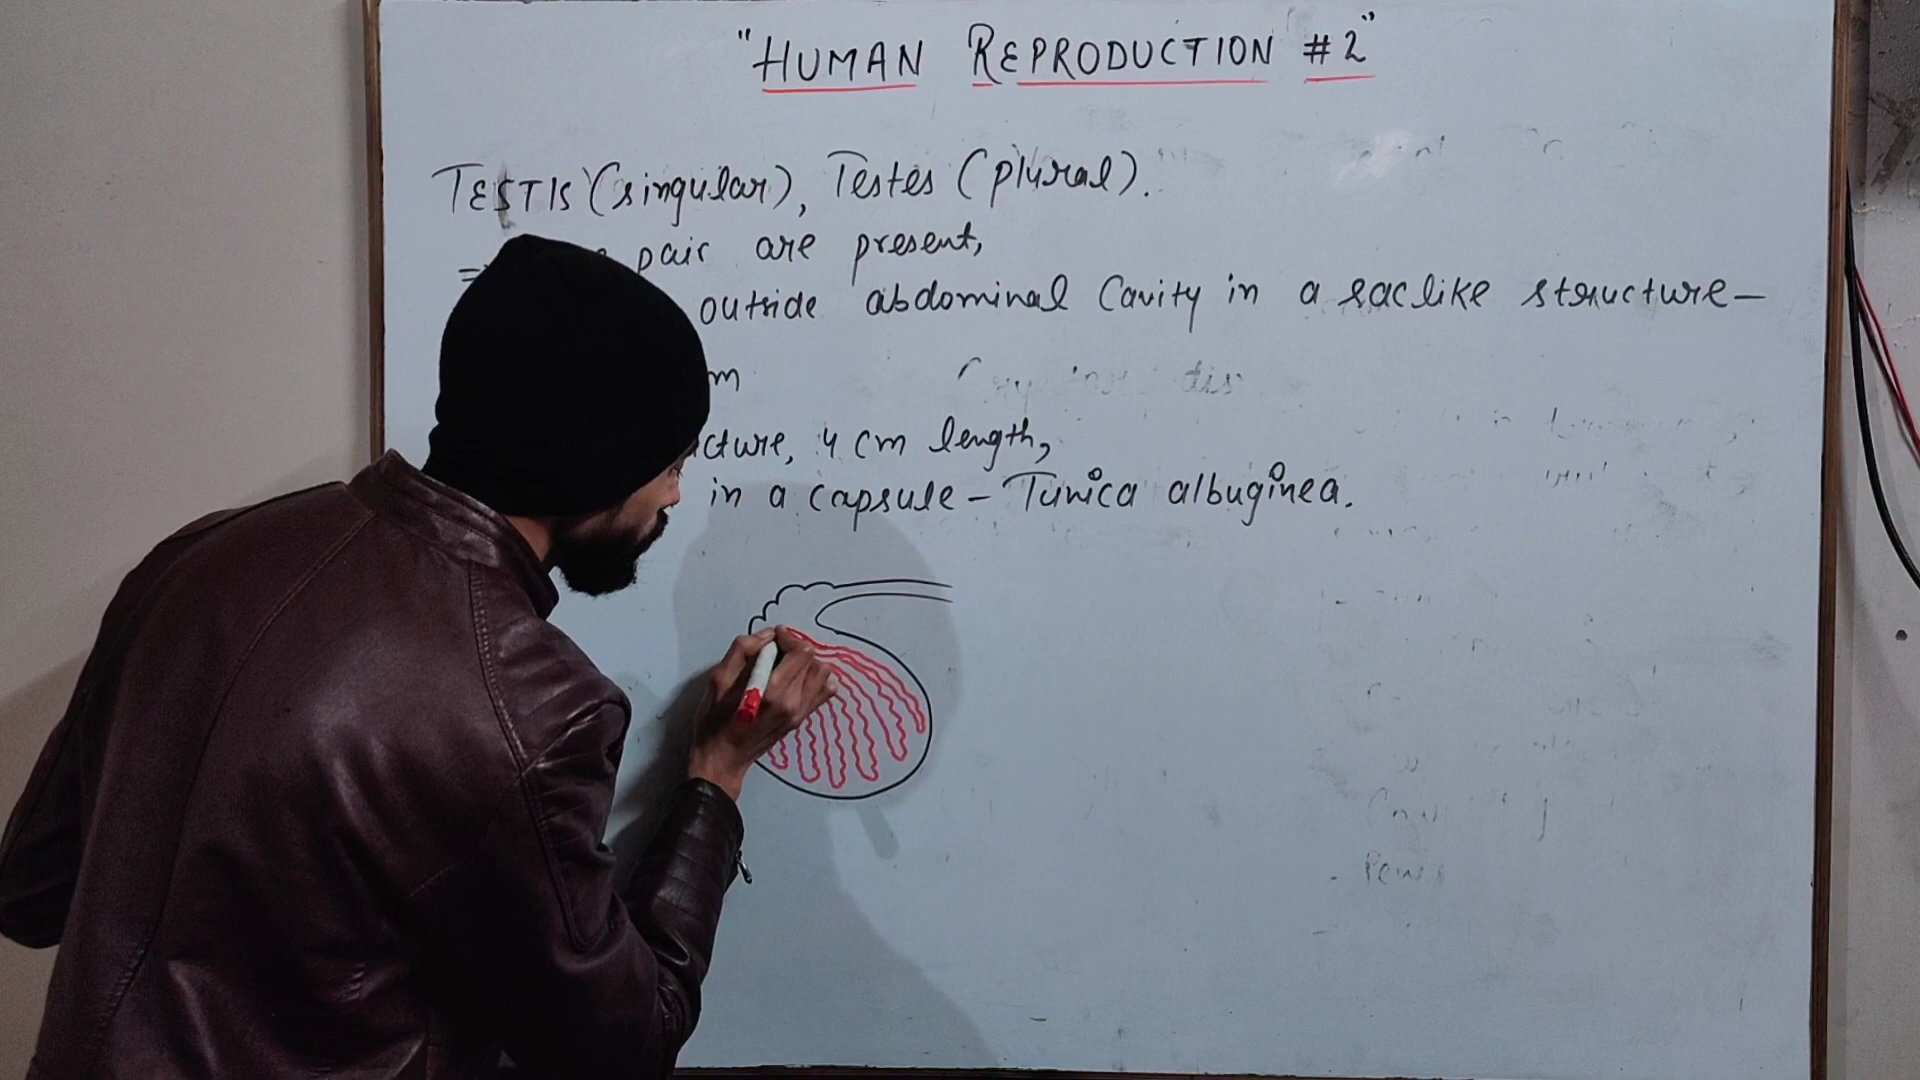 "HUMAN REPRODUCTION #2"
TESTIS (singular), Testes (plural).
pair are present,
outside abdominal Cavity in a saclike structure-
m
cture, 4 cm length,
in a capsule - Tunica albuginea.